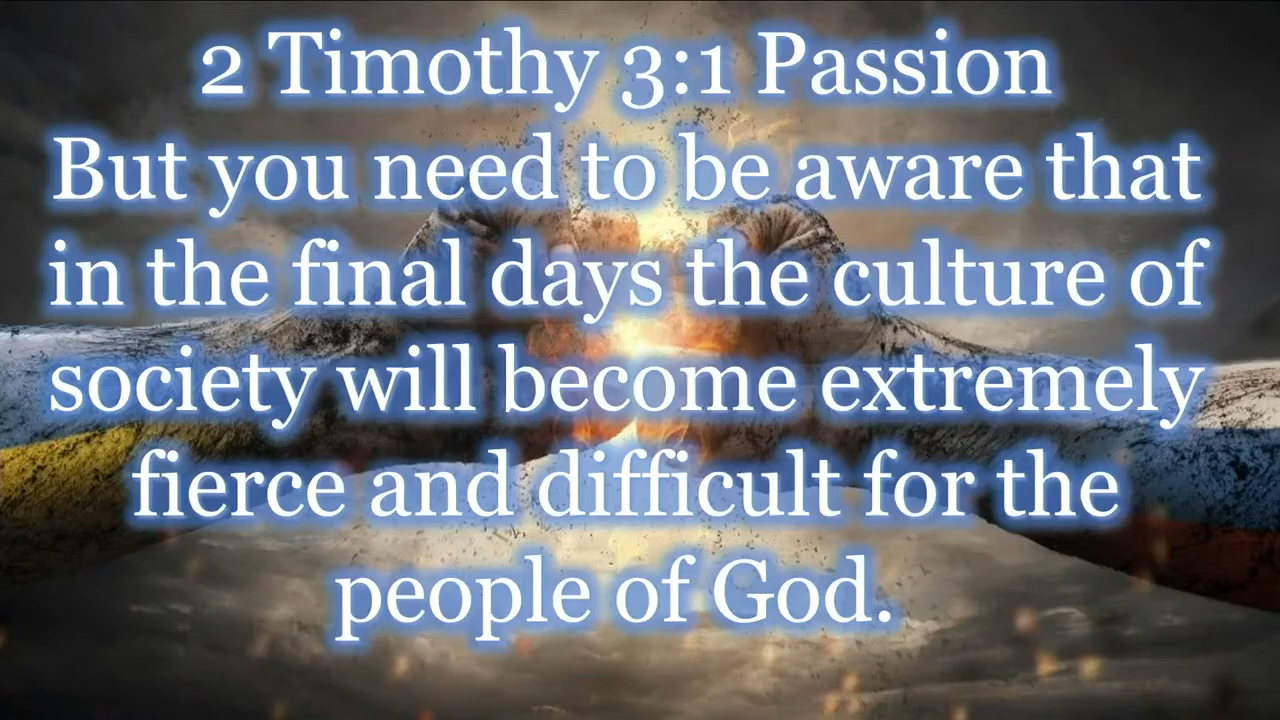 2 Timothy 3:1 Passion
But you need to be aware that
in the final days the culture of
society will become extremely
fierce and difficult for the
people of God.